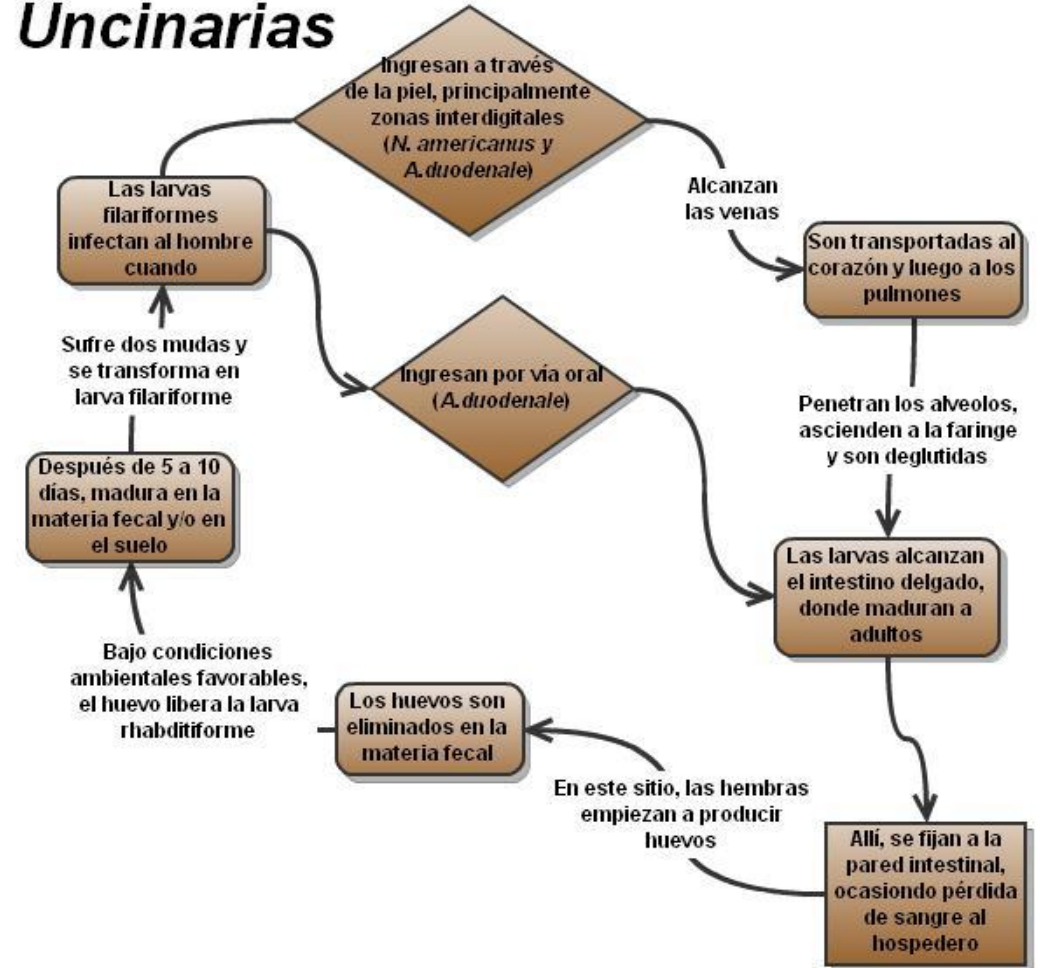 Uncinarias
Ingresan a través
de la piel, principalmente
zonas interdigitales
(N. americanus y
A.duodenale)
Alcanzan
las venas
Son transportadas al
corazón y luego a los
pulmones
Penetran los alveolos,
ascienden a la faringe
y son deglutidas
Las larvas
filariformes
infectan al hombre
cuando
Ingresan por vía oral
(A.duodenale)
Las larvas alcanzan
el intestino delgado,
donde maduran a
adultos
Allí, se fijan a la
pared intestinal,
ocasiondo pérdida
de sangre al
hospedero
En este sitio, las hembras
empiezan a producir
huevos
Los huevos son
eliminados en la
materia fecal
Bajo condiciones
ambientales favorables,
el huevo libera la larva
rhabditiforme
Después de 5 a 10
días, madura en la
materia fecal y/o en
el suelo
Sufre dos mudas y
se transforma en
larva filariforme